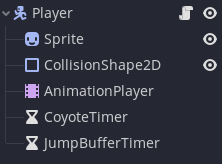 Player
Sprite
CollisionShape2D
AnimationPlayer
CoyoteTimer
JumpBufferTimer